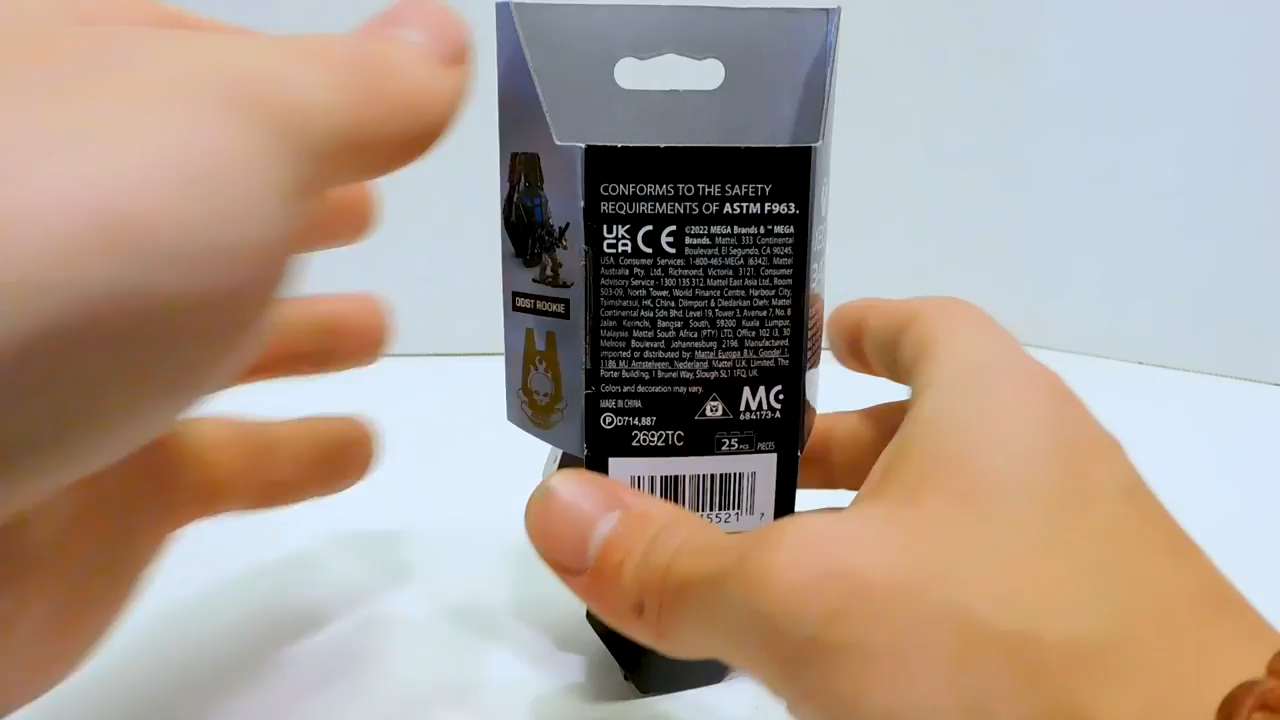 CONFORMS TO THE SAFETY
REQUIREMENTS OF ASTM F963.
UK
CA CE
©2022 MEGA Brands & ™ MEGA
Brands. Mattel, 333 Continental
Boulevard, El Segundo, CA 90245,
USA. Consumer Services: 1-800-465-MEGA (6342). Mattel
Australia Pty. Ltd., Richmond, Victoria. 3121. Consumer
Advisory Service - 1300 135 312. Mattel East Asia Ltd., Room
503-09, North Tower, World Finance Centre, Harbour City,
Tsimshatsui, HK, China. Diimport & Diedarkan Oleh: Mattel
Continental Asia Sdn Bhd. Level 19, Tower 3, Avenue 7, No. 8
Jalan Kerinchi, Bangsar South, 59200 Kuala Lumpur,
Malaysia. Mattel South Africa (PTY) LTD, Office 102 I3, 30
Melrose Boulevard, Johannesburg 2196. Manufactured,
imported or distributed by: Mattel Europa B.V., Gondel 1,
1186 MJ Amstelveen, Nederland. Mattel U.K. Limited, The
Porter Building, 1 Brunel Way, Slough SL1 1FQ, UK
Colors and decoration may vary.
MADE IN CHINA.
P D714,887
MC
684173-A
2692TC
25 PCS PIECES
15521 7
ODST ROOKIE